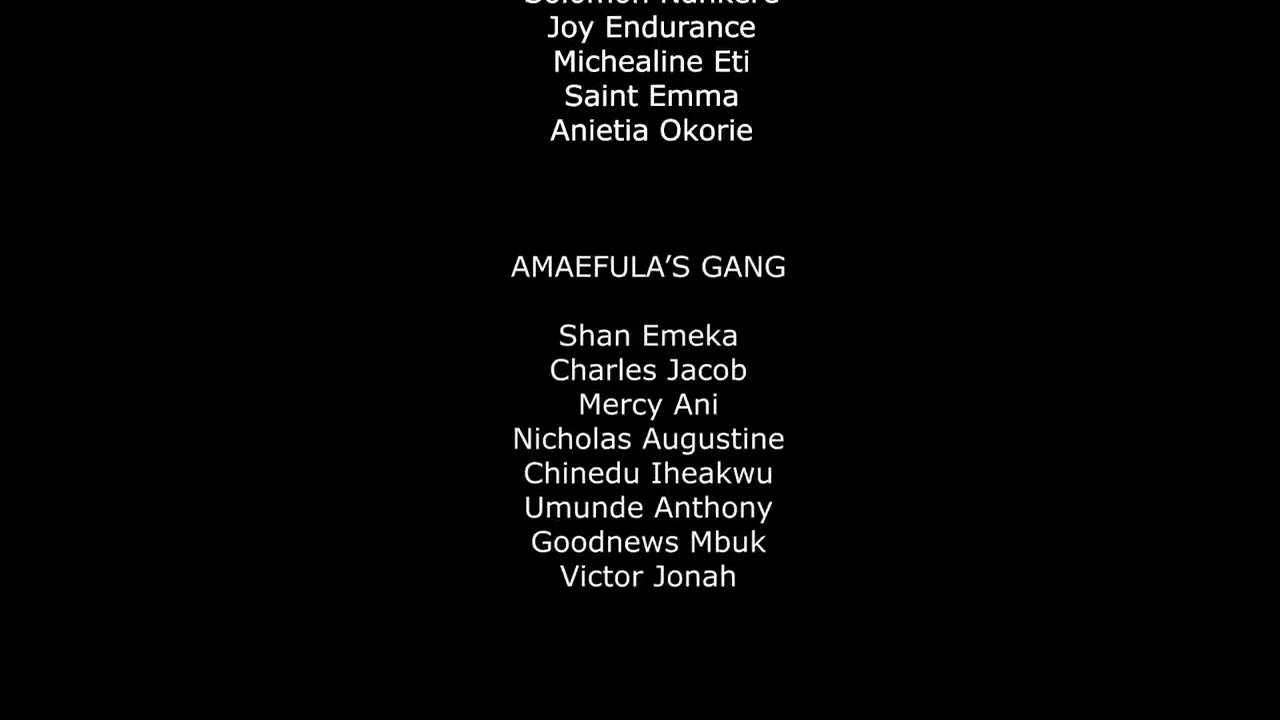 Joy Endurance
Michealine Eti
Saint Emma
Anietia Okorie
AMAEFULA’S GANG
Shan Emeka
Charles Jacob
Mercy Ani
Nicholas Augustine
Chinedu Iheakwu
Umunde Anthony
Goodnews Mbuk
Victor Jonah